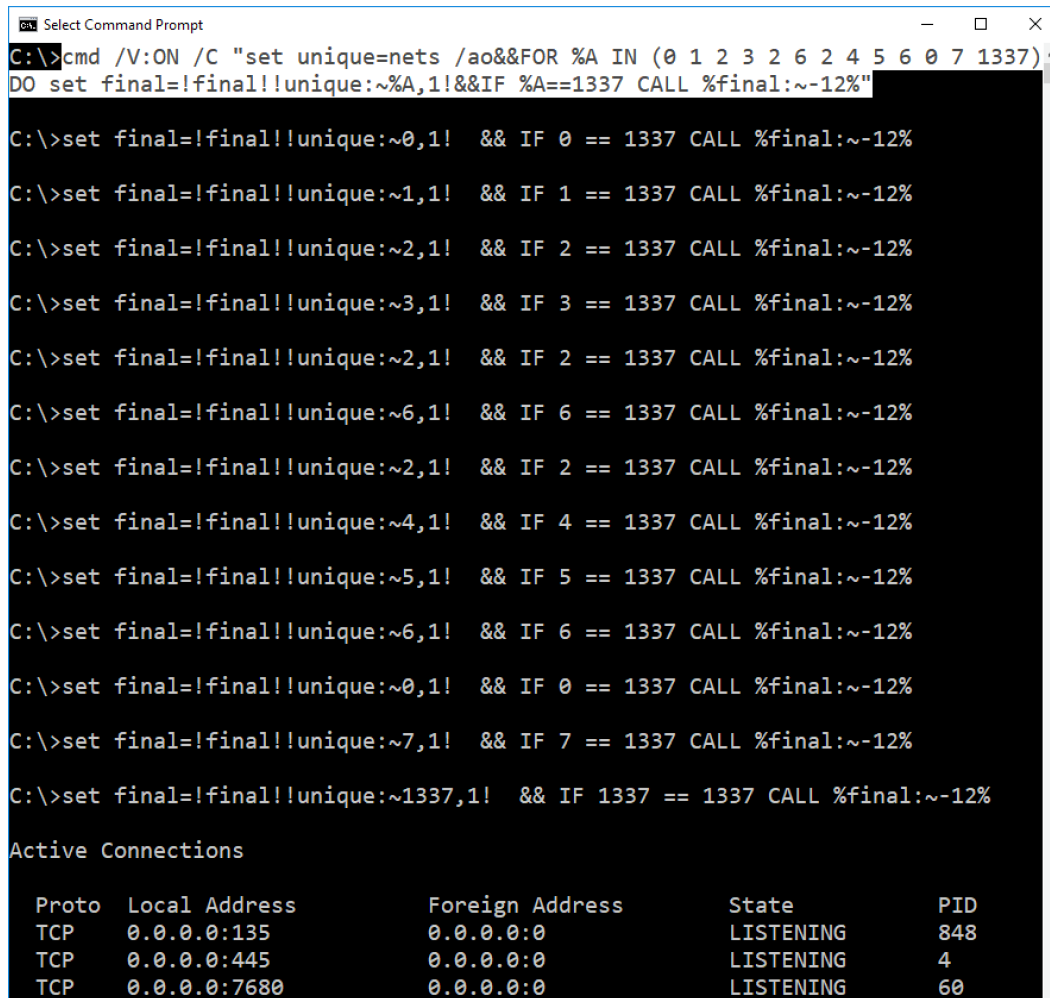 Select Command Prompt
C:\>cmd /V:ON /C "set unique=nets /ao&&FOR %A IN (0 1 2 3 2 6 2 4 5 6 0 7 1337)
DO set final=!final!!unique:~%A,1!&&IF %A==1337 CALL %final:~-12%"
C:\>set final=!final!!unique:~0,1!  && IF 0 == 1337 CALL %final:~-12%
C:\>set final=!final!!unique:~1,1!  && IF 1 == 1337 CALL %final:~-12%
C:\>set final=!final!!unique:~2,1!  && IF 2 == 1337 CALL %final:~-12%
C:\>set final=!final!!unique:~3,1!  && IF 3 == 1337 CALL %final:~-12%
C:\>set final=!final!!unique:~2,1!  && IF 2 == 1337 CALL %final:~-12%
C:\>set final=!final!!unique:~6,1!  && IF 6 == 1337 CALL %final:~-12%
C:\>set final=!final!!unique:~2,1!  && IF 2 == 1337 CALL %final:~-12%
C:\>set final=!final!!unique:~4,1!  && IF 4 == 1337 CALL %final:~-12%
C:\>set final=!final!!unique:~5,1!  && IF 5 == 1337 CALL %final:~-12%
C:\>set final=!final!!unique:~6,1!  && IF 6 == 1337 CALL %final:~-12%
C:\>set final=!final!!unique:~0,1!  && IF 0 == 1337 CALL %final:~-12%
C:\>set final=!final!!unique:~7,1!  && IF 7 == 1337 CALL %final:~-12%
C:\>set final=!final!!unique:~1337,1!  && IF 1337 == 1337 CALL %final:~-12%
Active Connections
Proto  Local Address          Foreign Address        State           PID
TCP    0.0.0.0:135            0.0.0.0:0              LISTENING       848
TCP    0.0.0.0:445            0.0.0.0:0              LISTENING       4
TCP    0.0.0.0:7680           0.0.0.0:0              LISTENING       60